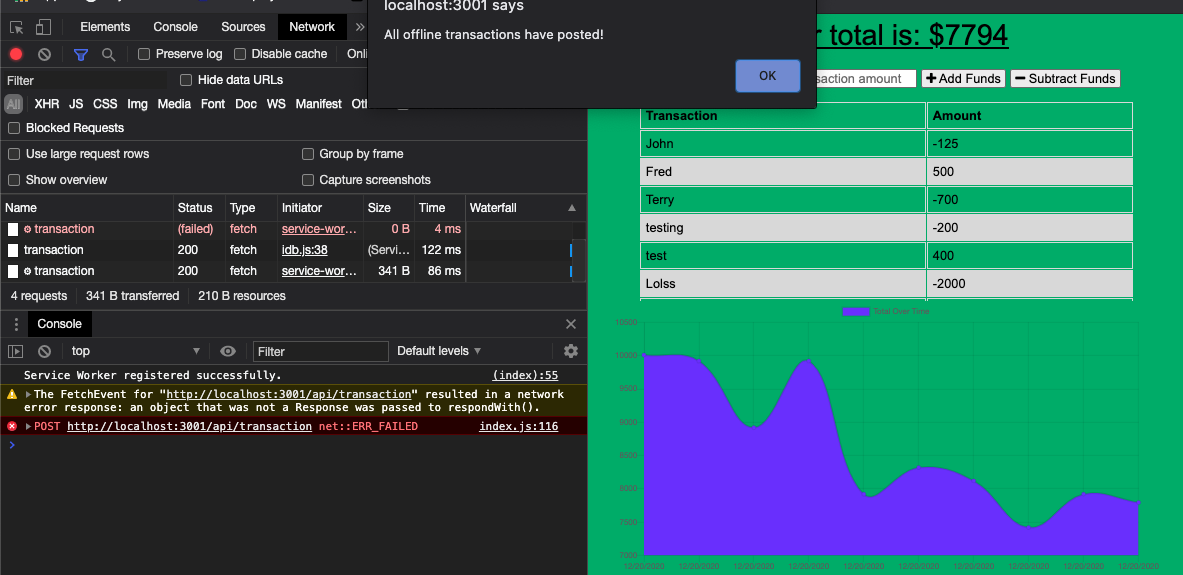 Elements Console Sources Network »
Preserve log Disable cache Onli
Filter
Hide data URLs
All XHR JS CSS Img Media Font Doc WS Manifest Ot
Blocked Requests
Use large request rows Group by frame
Show overview Capture screenshots
Name Status Type Initiator Size Time Waterfall
transaction (failed) fetch service-wor… 0 B 4 ms
transaction 200 fetch idb.js:38 (Servi… 122 ms
transaction 200 fetch service-wor… 341 B 86 ms
4 requests 341 B transferred 210 B resources
Console
top Filter Default levels
Service Worker registered successfully. (index):55
The FetchEvent for "http://localhost:3001/api/transaction" resulted in a network
error response: an object that was not a Response was passed to respondWith().
POST http://localhost:3001/api/transaction net::ERR_FAILED index.js:116
localhost:3001 says
All offline transactions have posted!
OK
r total is: $7794
saction amount Add Funds Subtract Funds
Transaction Amount
John -125
Fred 500
Terry -700
testing -200
test 400
Lolss -2000
Total Over Time
10500
10000
9500
9000
8500
8000
7500
7000
12/20/2020 12/20/2020 12/20/2020 12/20/2020 12/20/2020 12/20/2020 12/20/2020 12/20/2020 12/20/2020 12/20/2020